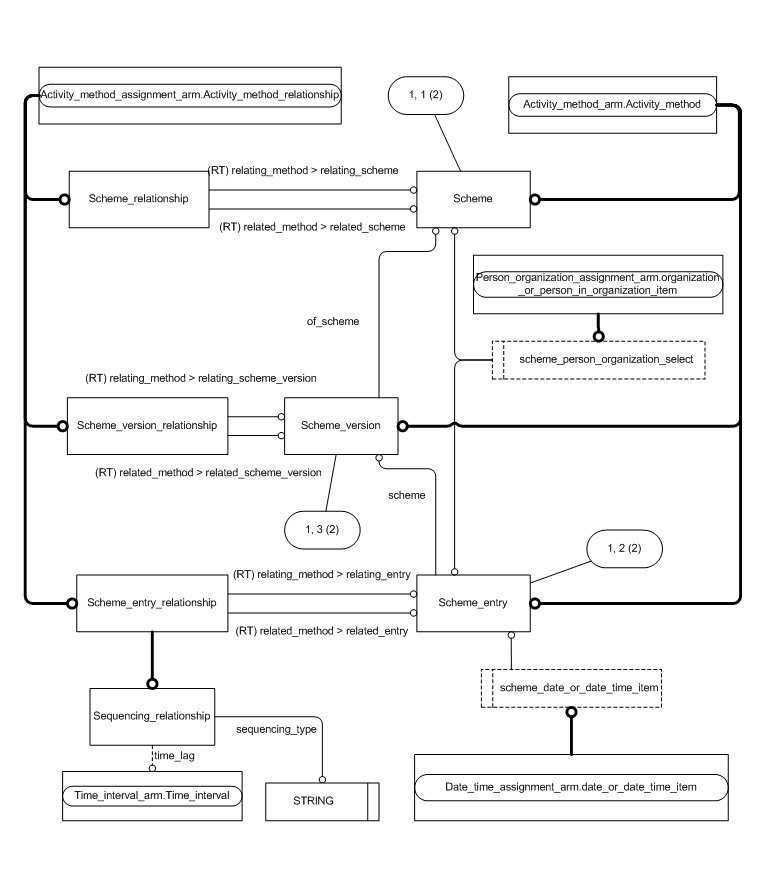 Activity_method_assignment_arm.Activity_method_relationship
1, 1 (2)
Activity_method_arm.Activity_method
(RT) relating_method > relating_scheme
Scheme_relationship
Scheme
(RT) related_method > related_scheme
Person_organization_assignment_arm.organization
_or_person_in_organization_item
of_scheme
scheme_person_organization_select
(RT) relating_method > relating_scheme_version
Scheme_version_relationship
Scheme_version
(RT) related_method > related_scheme_version
scheme
1, 3 (2)
1, 2 (2)
(RT) relating_method > relating_entry
Scheme_entry_relationship
Scheme_entry
(RT) related_method > related_entry
scheme_date_or_date_time_item
Sequencing_relationship
sequencing_type
time_lag
Time_interval_arm.Time_interval
STRING
Date_time_assignment_arm.date_or_date_time_item